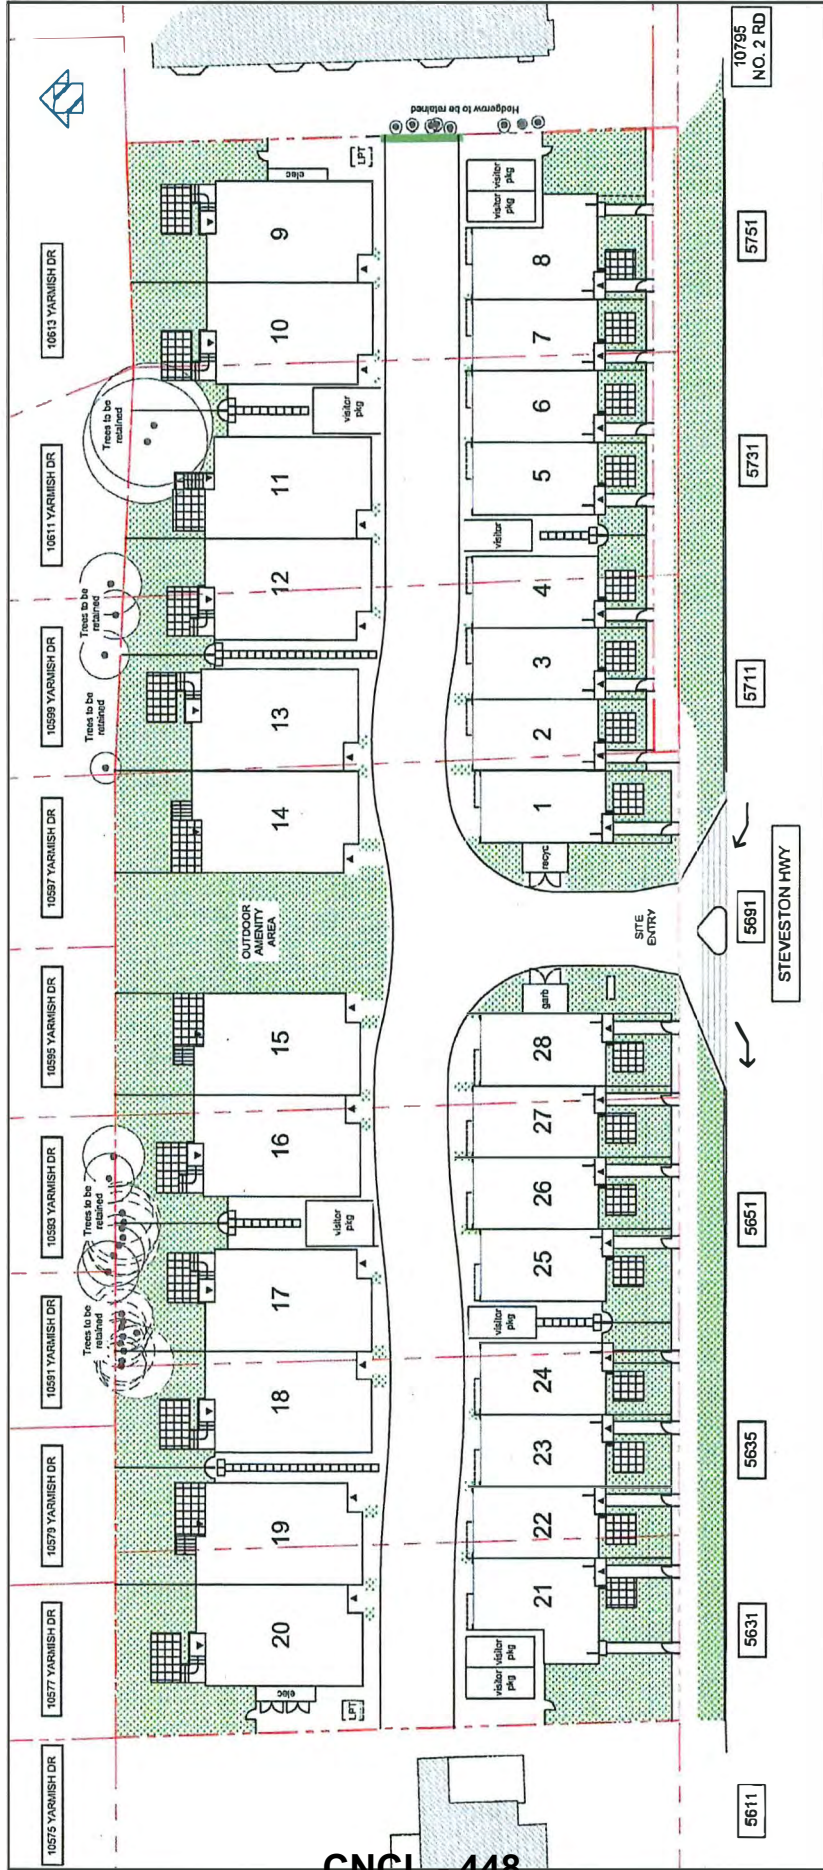 10575 YARMISH DR
10577 YARMISH DR
10579 YARMISH DR
10591 YARMISH DR
10593 YARMISH DR
10595 YARMISH DR
10597 YARMISH DR
10599 YARMISH DR
10611 YARMISH DR
10613 YARMISH DR
Trees to be
retained
Trees to be
retained
Trees to be
retained
Trees to be
retained
Trees to be
retained
20
19
18
17
16
15
14
13
12
11
10
9
elec
LPT
visitor
pkg
OUTDOOR
AMENITY
AREA
visitor
pkg
elec
LPT
Hedgerow to be retained
visitor
pkg
visitor
pkg
21
22
23
24
visitor
pkg
25
26
27
28
garb
SITE
ENTRY
recyc
1
2
3
4
visitor
5
6
7
8
visitor
pkg
visitor
pkg
5611
5631
5635
5651
5691
5711
5731
5751
10795
NO. 2 RD
STEVESTON HWY
CNCL - 448